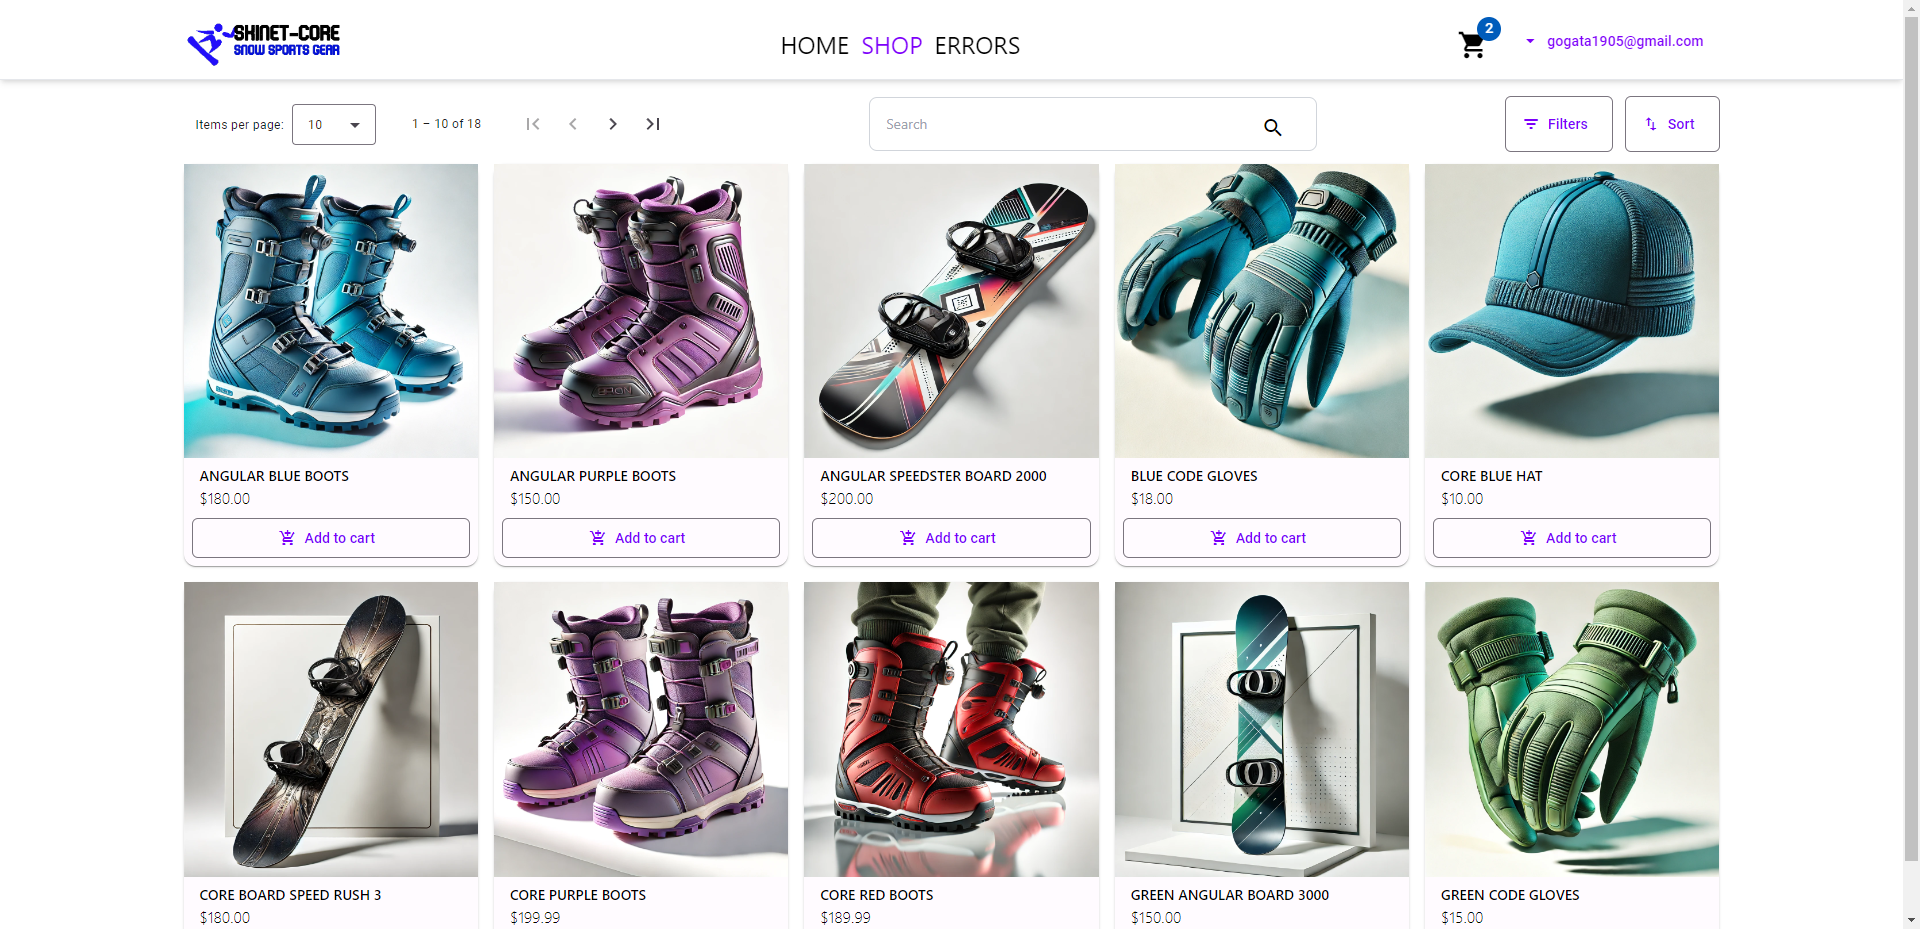 SKINET-CORE
SNOW SPORTS GEAR
HOME SHOP ERRORS
2
gogata1905@gmail.com
Items per page: 10
1 – 10 of 18
Search
Filters
Sort
ANGULAR BLUE BOOTS
$180.00
Add to cart
ANGULAR PURPLE BOOTS
$150.00
Add to cart
ANGULAR SPEEDSTER BOARD 2000
$200.00
Add to cart
BLUE CODE GLOVES
$18.00
Add to cart
CORE BLUE HAT
$10.00
Add to cart
CORE BOARD SPEED RUSH 3
$180.00
CORE PURPLE BOOTS
$199.99
CORE RED BOOTS
$189.99
GREEN ANGULAR BOARD 3000
$150.00
GREEN CODE GLOVES
$15.00